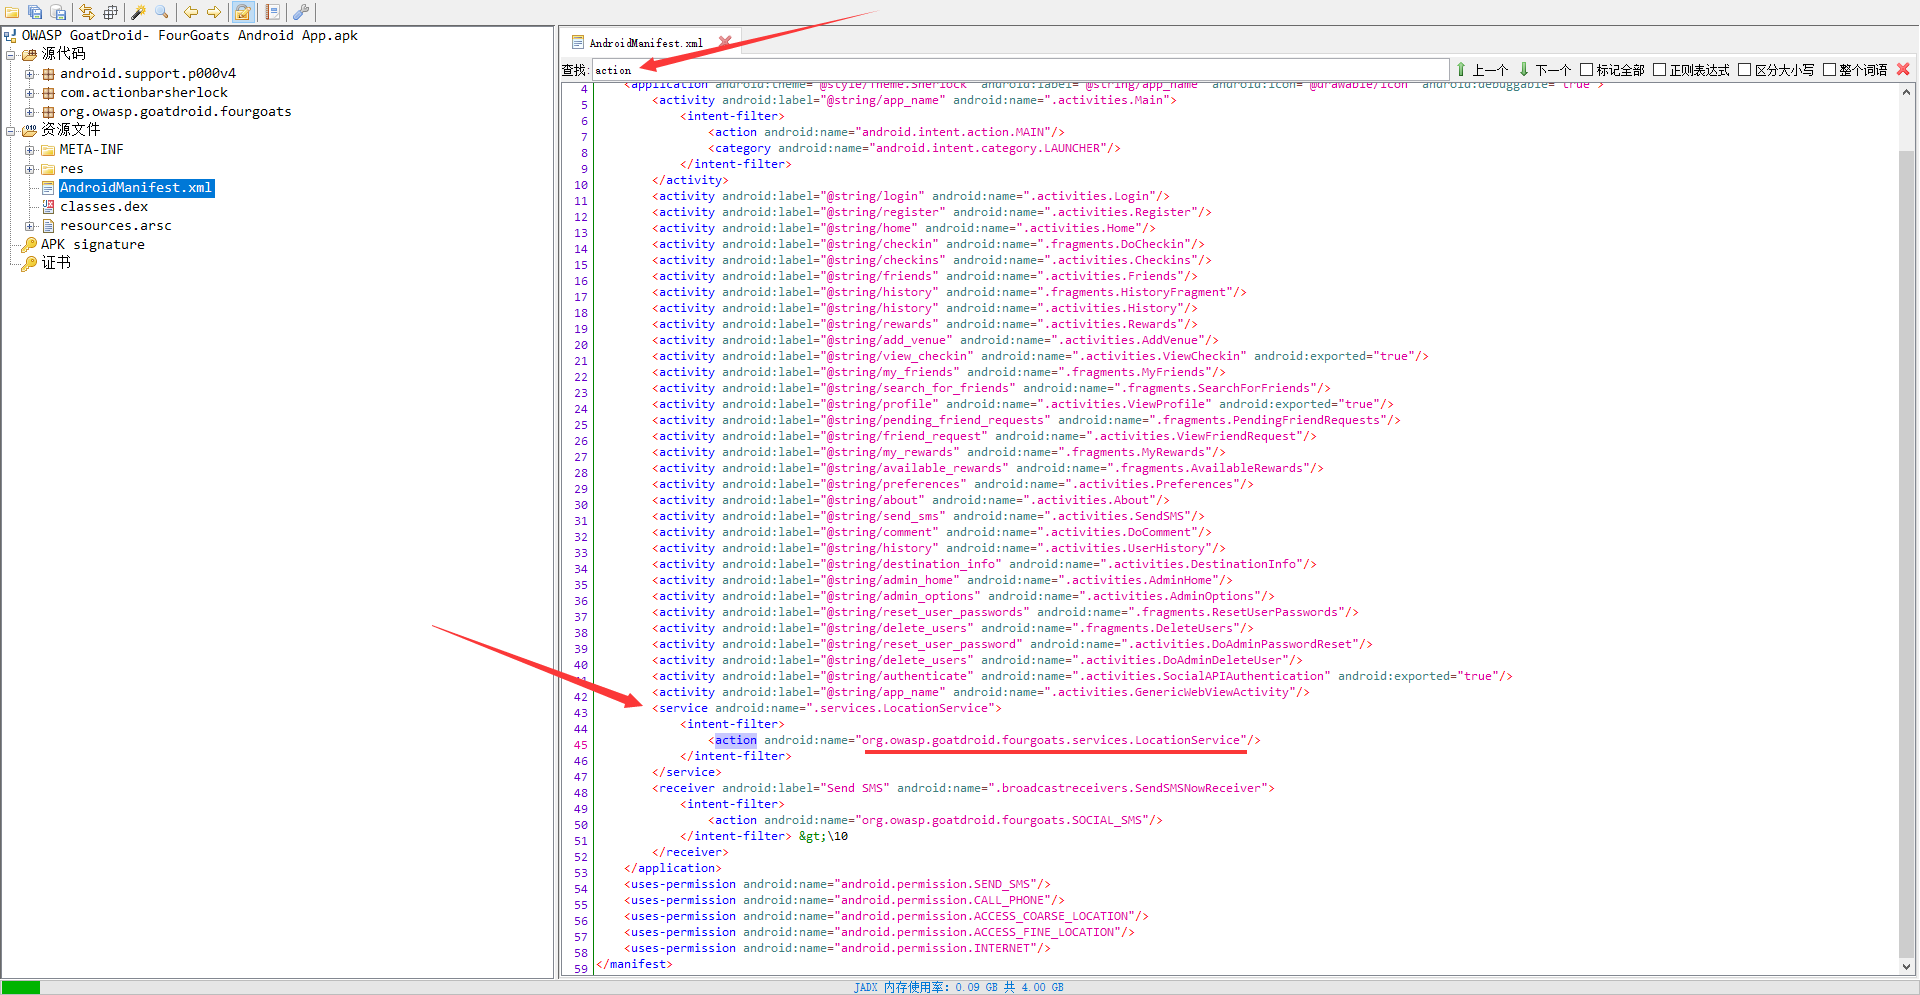 OWASP GoatDroid- FourGoats Android App.apk
源代码
android.support.p000v4
com.actionbarsherlock
org.owasp.goatdroid.fourgoats
资源文件
META-INF
res
AndroidManifest.xml
classes.dex
resources.arsc
APK signature
证书
AndroidManifest.xml
查找: action 上一个 下一个 标记全部 正则表达式 区分大小写 整个词语
4 <application android:theme="@style/Theme.Sherlock" android:label="@string/app_name" android:icon="@drawable/icon" android:debuggable="true">
5 <activity android:label="@string/app_name" android:name=".activities.Main">
6 <intent-filter>
7 <action android:name="android.intent.action.MAIN"/>
8 <category android:name="android.intent.category.LAUNCHER"/>
9 </intent-filter>
10 </activity>
11 <activity android:label="@string/login" android:name=".activities.Login"/>
12 <activity android:label="@string/register" android:name=".activities.Register"/>
13 <activity android:label="@string/home" android:name=".activities.Home"/>
14 <activity android:label="@string/checkin" android:name=".fragments.DoCheckin"/>
15 <activity android:label="@string/checkins" android:name=".activities.Checkins"/>
16 <activity android:label="@string/friends" android:name=".activities.Friends"/>
17 <activity android:label="@string/history" android:name=".fragments.HistoryFragment"/>
18 <activity android:label="@string/history" android:name=".activities.History"/>
19 <activity android:label="@string/rewards" android:name=".activities.Rewards"/>
20 <activity android:label="@string/add_venue" android:name=".activities.AddVenue"/>
21 <activity android:label="@string/view_checkin" android:name=".activities.ViewCheckin" android:exported="true"/>
22 <activity android:label="@string/my_friends" android:name=".fragments.MyFriends"/>
23 <activity android:label="@string/search_for_friends" android:name=".fragments.SearchForFriends"/>
24 <activity android:label="@string/profile" android:name=".activities.ViewProfile" android:exported="true"/>
25 <activity android:label="@string/pending_friend_requests" android:name=".fragments.PendingFriendRequests"/>
26 <activity android:label="@string/friend_request" android:name=".activities.ViewFriendRequest"/>
27 <activity android:label="@string/my_rewards" android:name=".fragments.MyRewards"/>
28 <activity android:label="@string/available_rewards" android:name=".fragments.AvailableRewards"/>
29 <activity android:label="@string/preferences" android:name=".activities.Preferences"/>
30 <activity android:label="@string/about" android:name=".activities.About"/>
31 <activity android:label="@string/send_sms" android:name=".activities.SendSMS"/>
32 <activity android:label="@string/comment" android:name=".activities.DoComment"/>
33 <activity android:label="@string/history" android:name=".activities.UserHistory"/>
34 <activity android:label="@string/destination_info" android:name=".activities.DestinationInfo"/>
35 <activity android:label="@string/admin_home" android:name=".activities.AdminHome"/>
36 <activity android:label="@string/admin_options" android:name=".activities.AdminOptions"/>
37 <activity android:label="@string/reset_user_passwords" android:name=".fragments.ResetUserPasswords"/>
38 <activity android:label="@string/delete_users" android:name=".fragments.DeleteUsers"/>
39 <activity android:label="@string/reset_user_password" android:name=".activities.DoAdminPasswordReset"/>
40 <activity android:label="@string/delete_users" android:name=".activities.DoAdminDeleteUser"/>
<activity android:label="@string/authenticate" android:name=".activities.SocialAPIAuthentication" android:exported="true"/>
42 <activity android:label="@string/app_name" android:name=".activities.GenericWebViewActivity"/>
43 <service android:name=".services.LocationService">
44 <intent-filter>
45 <action android:name="org.owasp.goatdroid.fourgoats.services.LocationService"/>
46 </intent-filter>
47 </service>
48 <receiver android:label="Send SMS" android:name=".broadcastreceivers.SendSMSNowReceiver">
49 <intent-filter>
50 <action android:name="org.owasp.goatdroid.fourgoats.SOCIAL_SMS"/>
51 </intent-filter> &gt;\10
52 </receiver>
53 </application>
54 <uses-permission android:name="android.permission.SEND_SMS"/>
55 <uses-permission android:name="android.permission.CALL_PHONE"/>
56 <uses-permission android:name="android.permission.ACCESS_COARSE_LOCATION"/>
57 <uses-permission android:name="android.permission.ACCESS_FINE_LOCATION"/>
58 <uses-permission android:name="android.permission.INTERNET"/>
59 </manifest>
JADX 内存使用率: 0.09 GB 共 4.00 GB